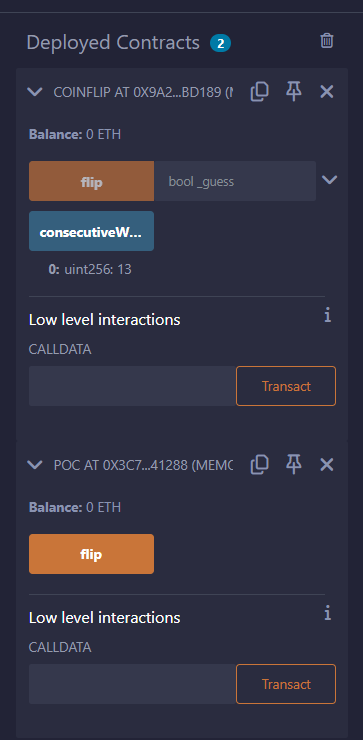 Deployed Contracts 2
COINFLIP AT 0X9A2...BD189 (M
Balance: 0 ETH
flip bool _guess
consecutiveW...
0: uint256: 13
Low level interactions i
CALLDATA
Transact
POC AT 0X3C7...41288 (MEMO
Balance: 0 ETH
flip
Low level interactions i
CALLDATA
Transact